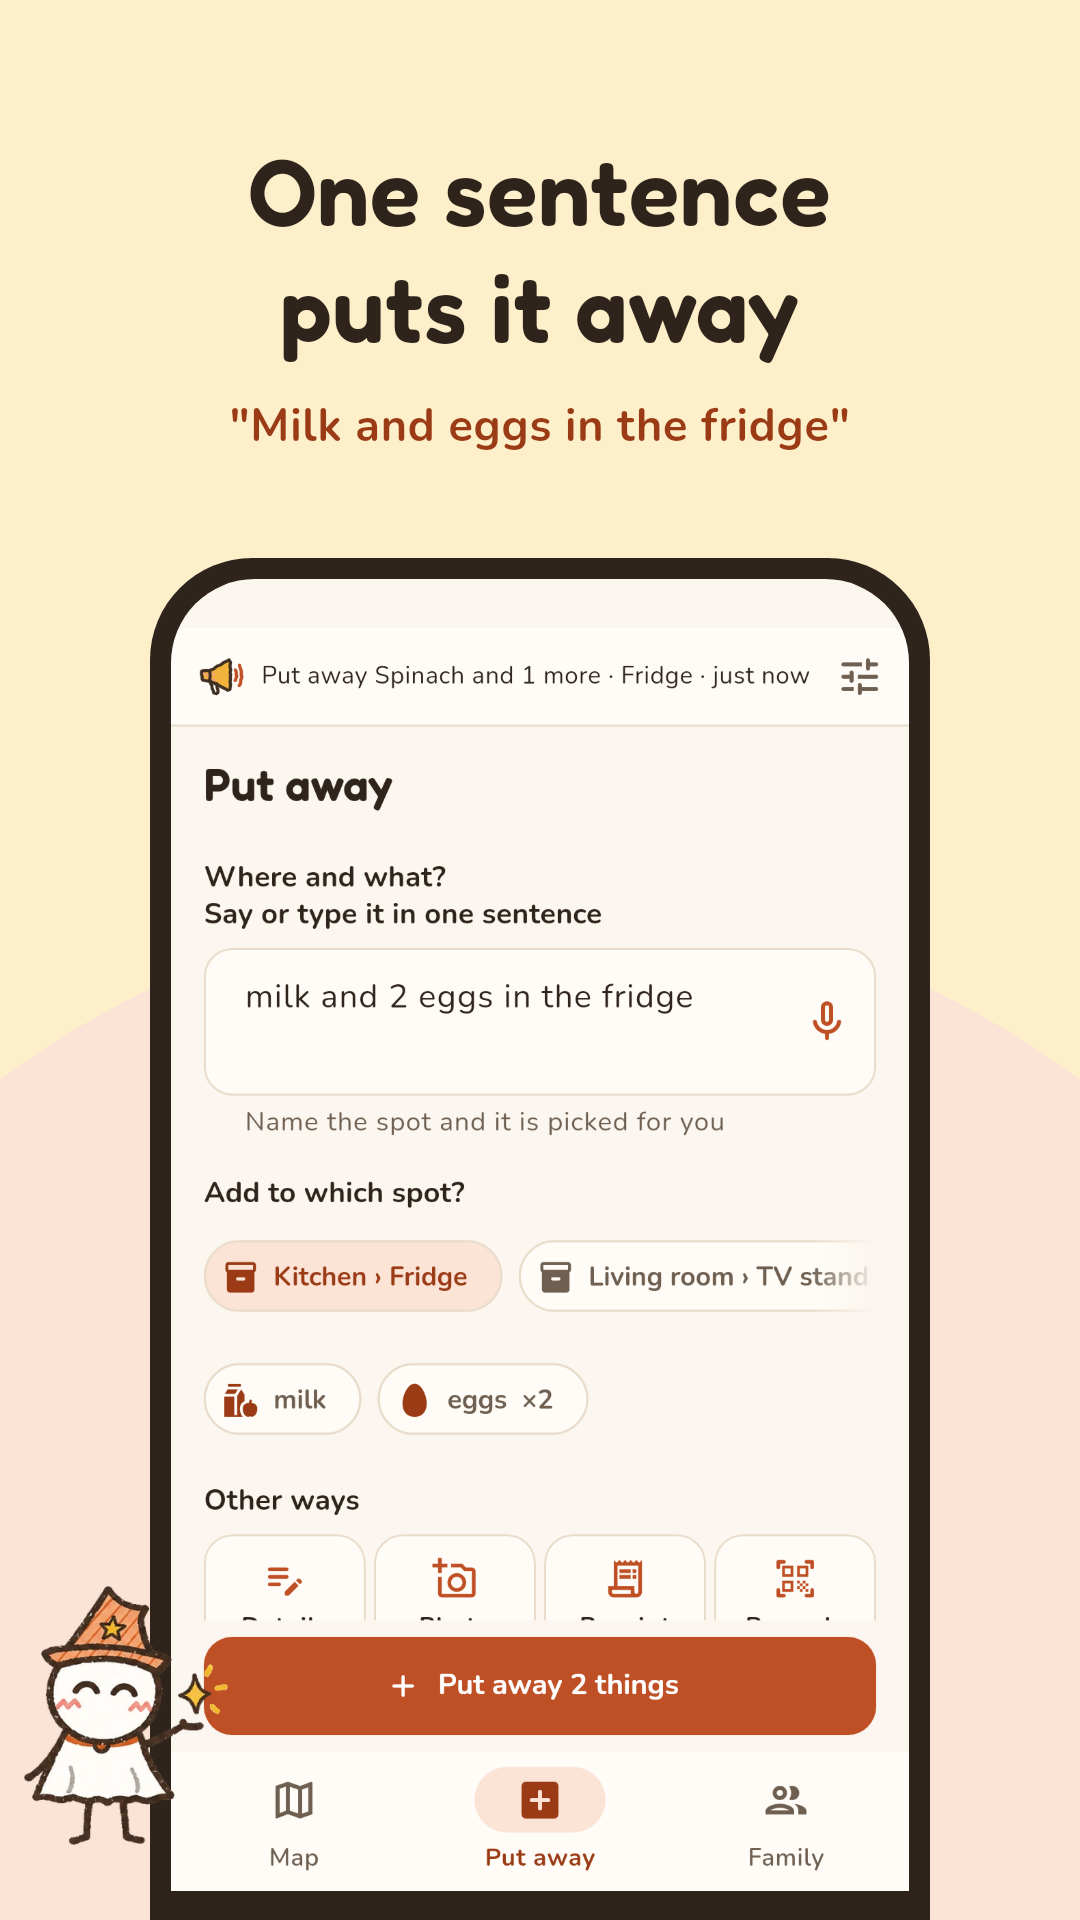 One sentence
puts it away
"Milk and eggs in the fridge"
Put away Spinach and 1 more · Fridge · just now
Put away
Where and what?
Say or type it in one sentence
milk and 2 eggs in the fridge
Name the spot and it is picked for you
Add to which spot?
Kitchen › Fridge
Living room › TV stand
milk
eggs ×2
Other ways
Put away 2 things
Map
Put away
Family